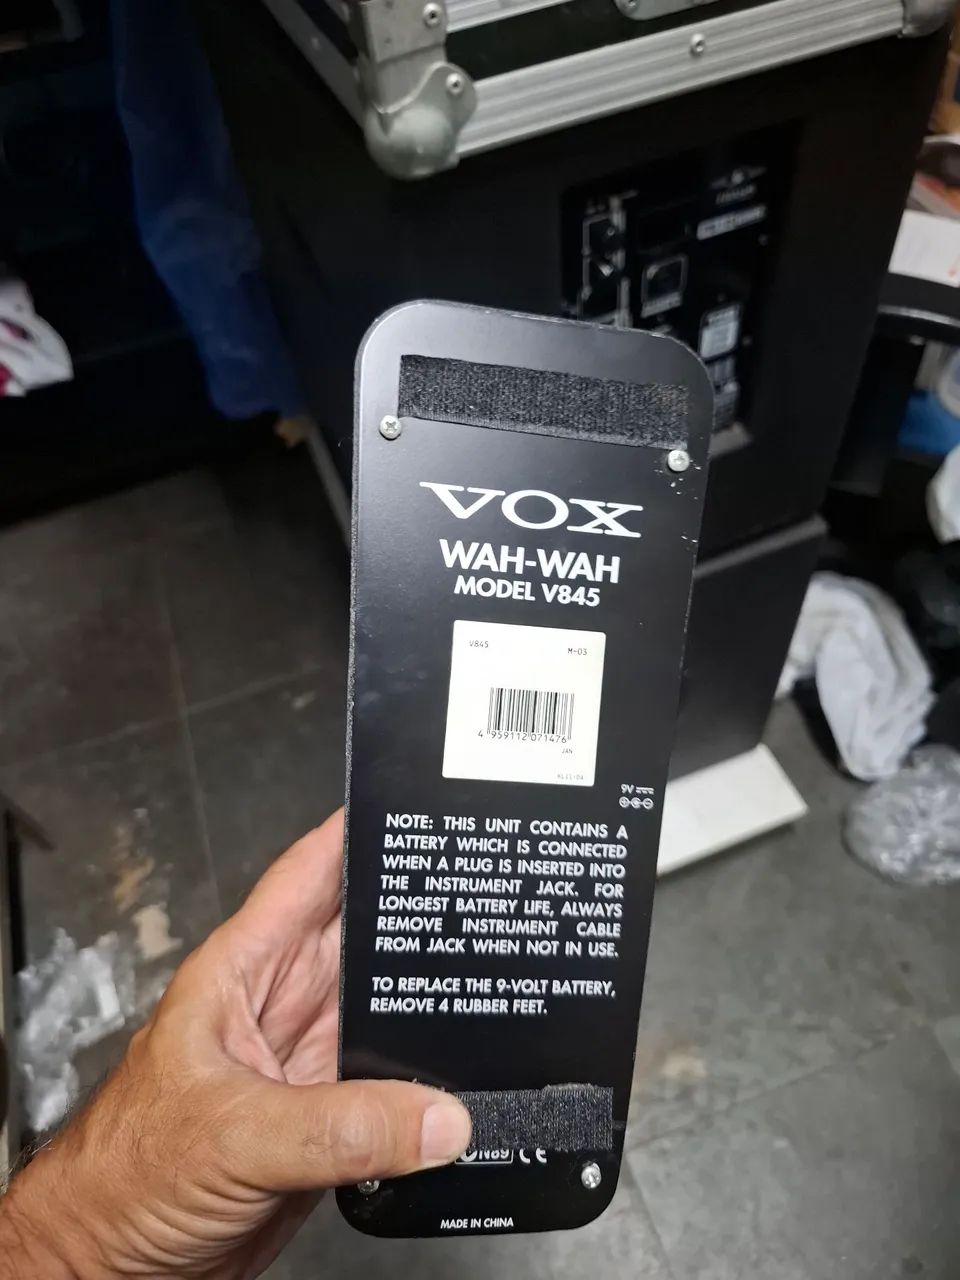 VOX
WAH-WAH
MODEL V845
V845 M-03
4 959112 071476
JAN
9V
NOTE: THIS UNIT CONTAINS A
BATTERY WHICH IS CONNECTED
WHEN A PLUG IS INSERTED INTO
THE INSTRUMENT JACK. FOR
LONGEST BATTERY LIFE, ALWAYS
REMOVE INSTRUMENT CABLE
FROM JACK WHEN NOT IN USE.
TO REPLACE THE 9-VOLT BATTERY,
REMOVE 4 RUBBER FEET.
N89 CE
MADE IN CHINA